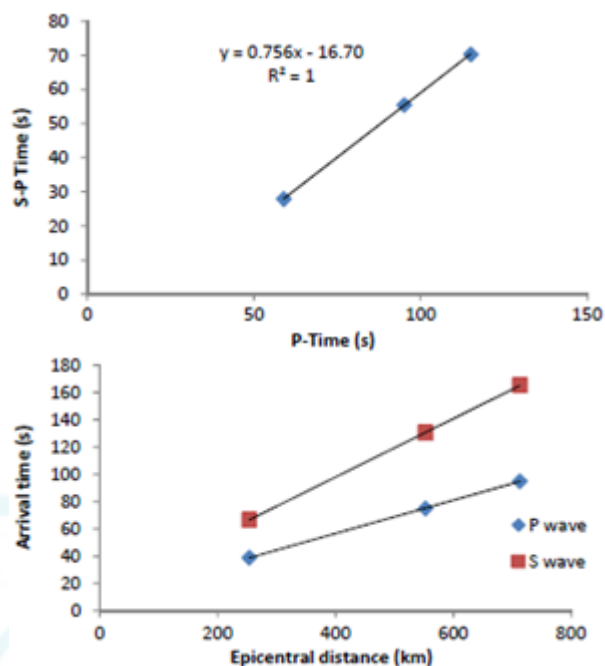 80
70
60
50
40
30
20
10
0
S-P Time (s)
y = 0.756x - 16.70
R² = 1
0 50 100 150
P-Time (s)
180
160
140
120
100
80
60
40
20
0
Arrival time (s)
P wave
S wave
0 200 400 600 800
Epicentral distance (km)